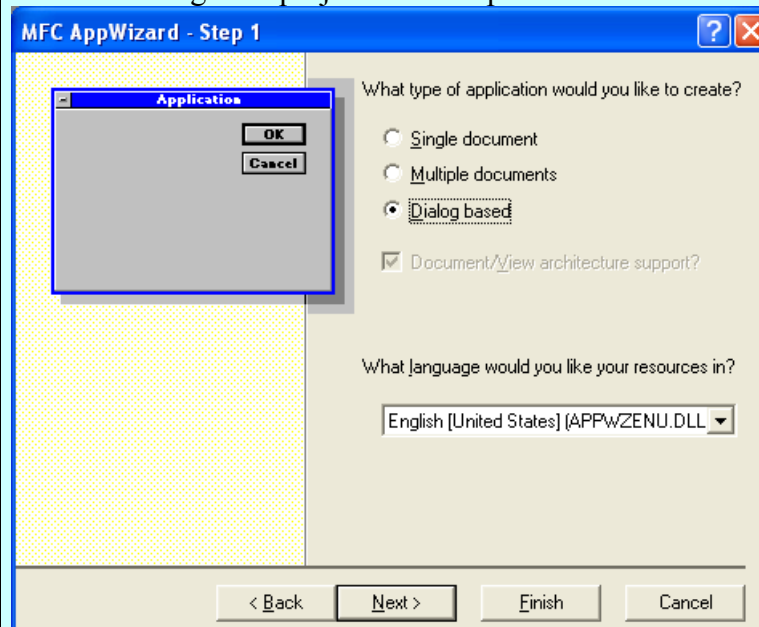 MFC AppWizard - Step 1
Application
OK
Cancel
What type of application would you like to create?
Single document
Multiple documents
Dialog based
Document/View architecture support?
What language would you like your resources in?
English [United States] (APPWZENU.DLL
< Back
Next >
Finish
Cancel